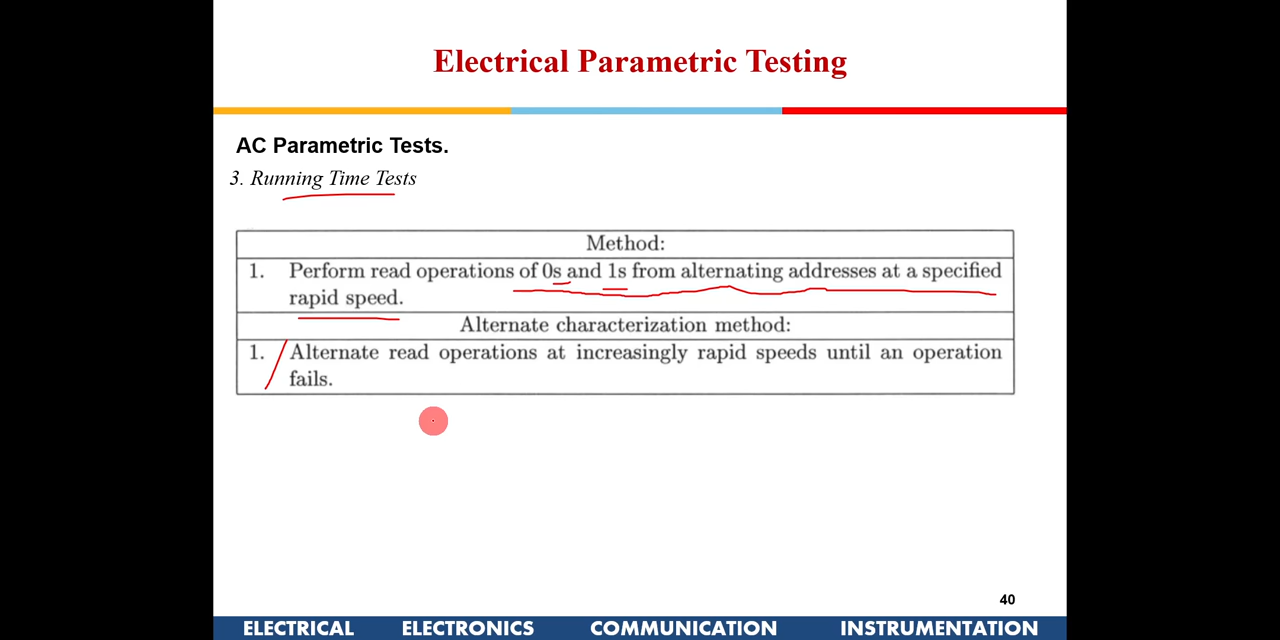 Electrical Parametric Testing
AC Parametric Tests.
3. Running Time Tests
Method:
1. Perform read operations of 0s and 1s from alternating addresses at a specified
rapid speed.
Alternate characterization method:
1. Alternate read operations at increasingly rapid speeds until an operation
fails.
40
ELECTRICAL ELECTRONICS COMMUNICATION INSTRUMENTATION